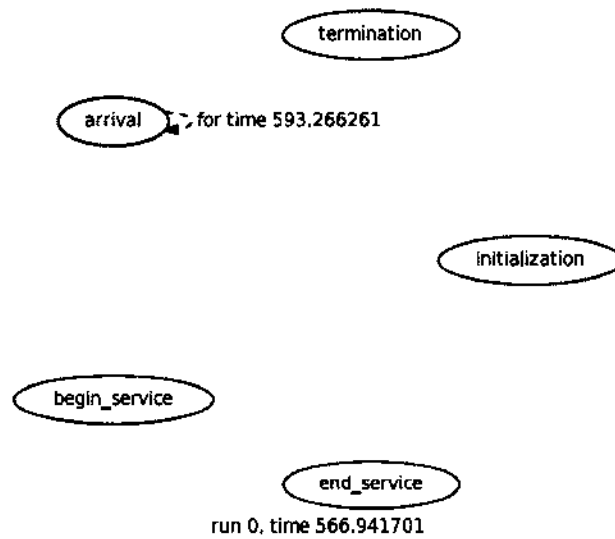 termination
arrival
for time 593.266261
initialization
begin_service
end_service
run 0, time 566.941701